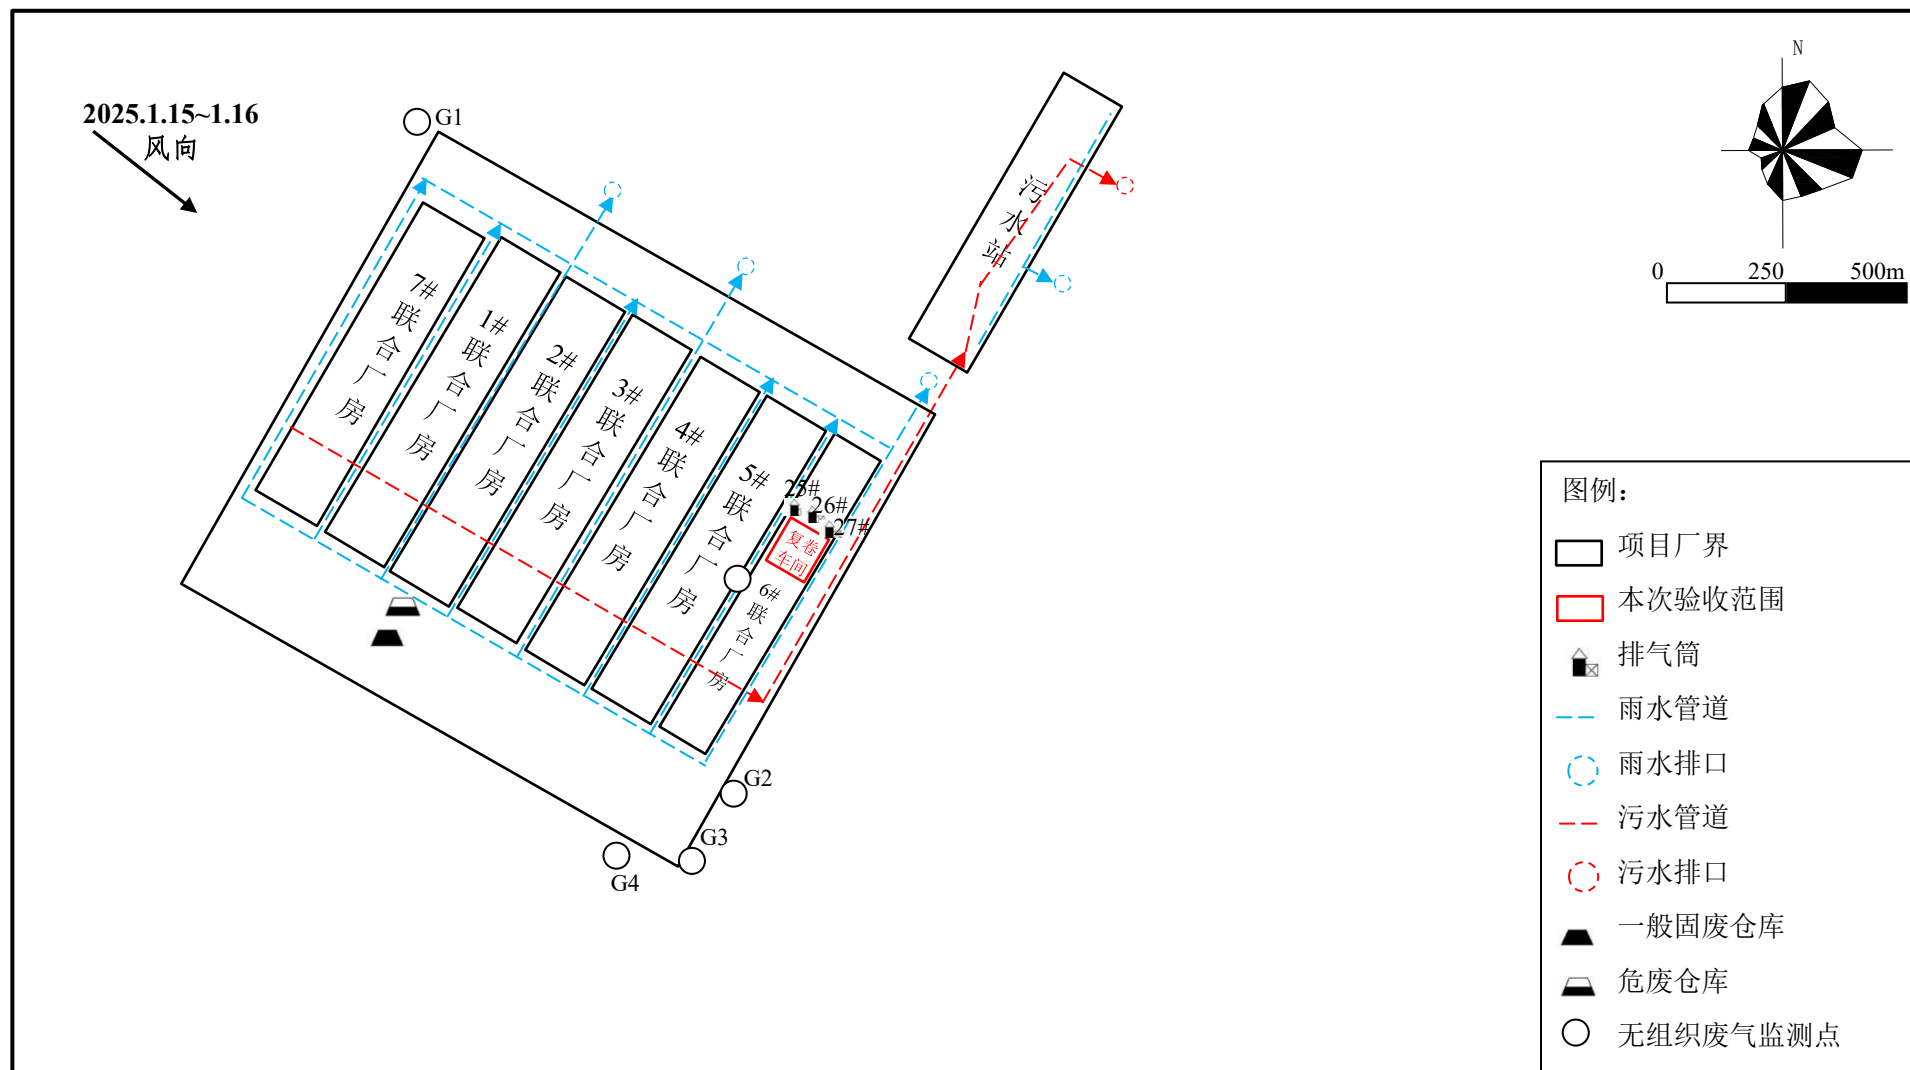 2025.1.15~1.16
风向
G1
N
0 250 500m
污水站
7#联合厂房
1#联合厂房
2#联合厂房
3#联合厂房
4#联合厂房
5#联合厂房
25#
26#
27#
复卷
车间
6#联合厂房
G2
G3
G4
图例：
项目厂界
本次验收范围
排气筒
雨水管道
雨水排口
污水管道
污水排口
一般固废仓库
危废仓库
无组织废气监测点